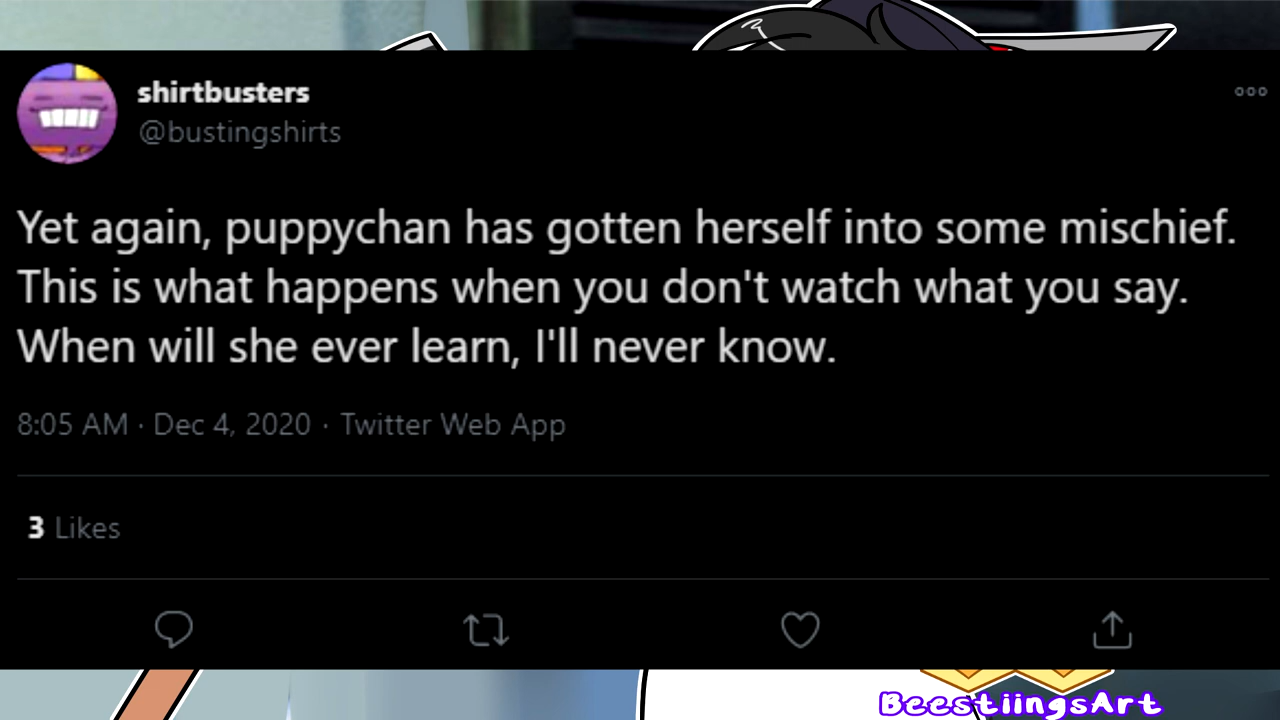 shirtbusters
@bustingshirts
Yet again, puppychan has gotten herself into some mischief.
This is what happens when you don't watch what you say.
When will she ever learn, I'll never know.
8:05 AM · Dec 4, 2020 · Twitter Web App
3 Likes
BeestiingsArt